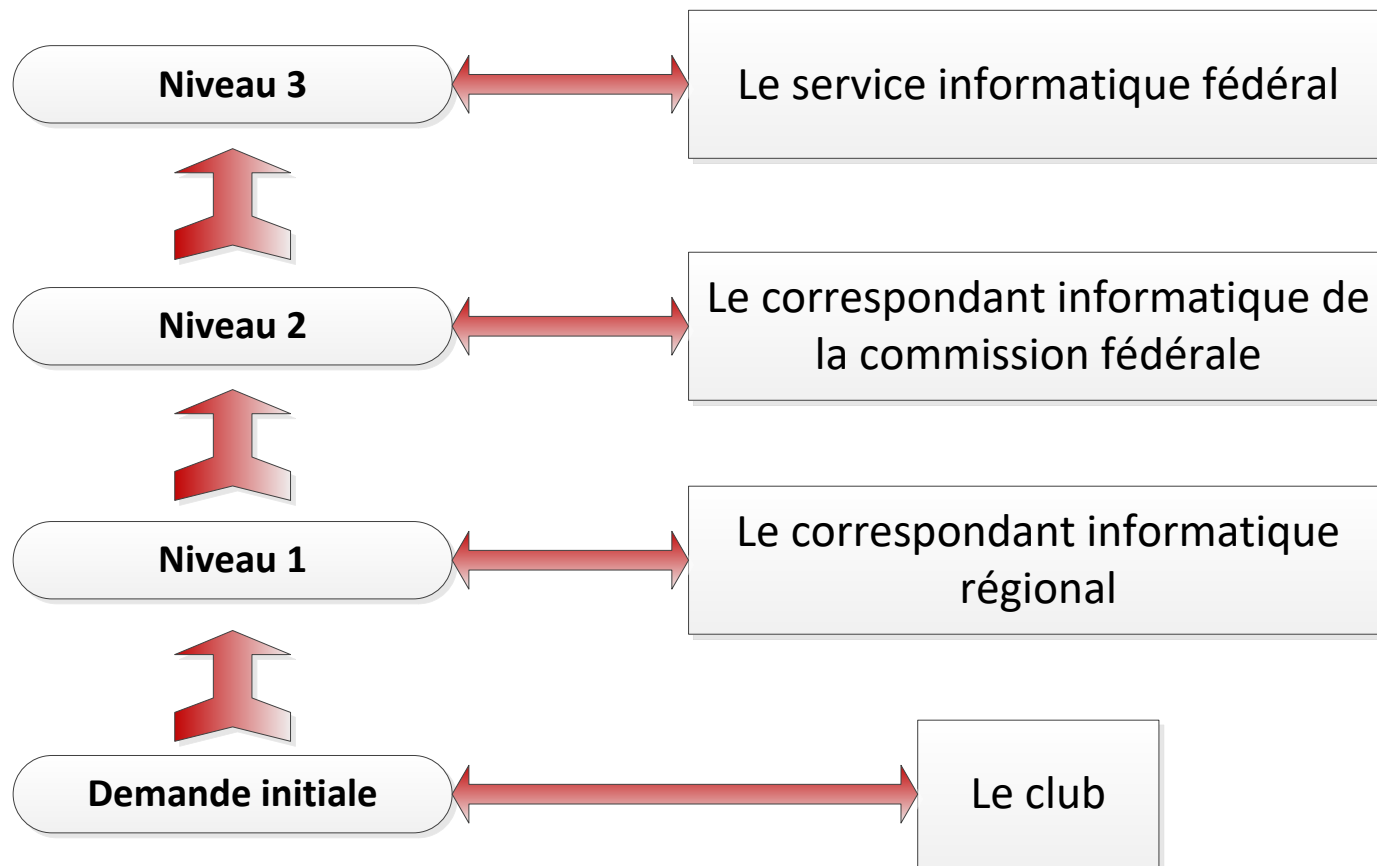 Niveau 3
Le service informatique fédéral
Niveau 2
Le correspondant informatique de
la commission fédérale
Niveau 1
Le correspondant informatique
régional
Demande initiale
Le club